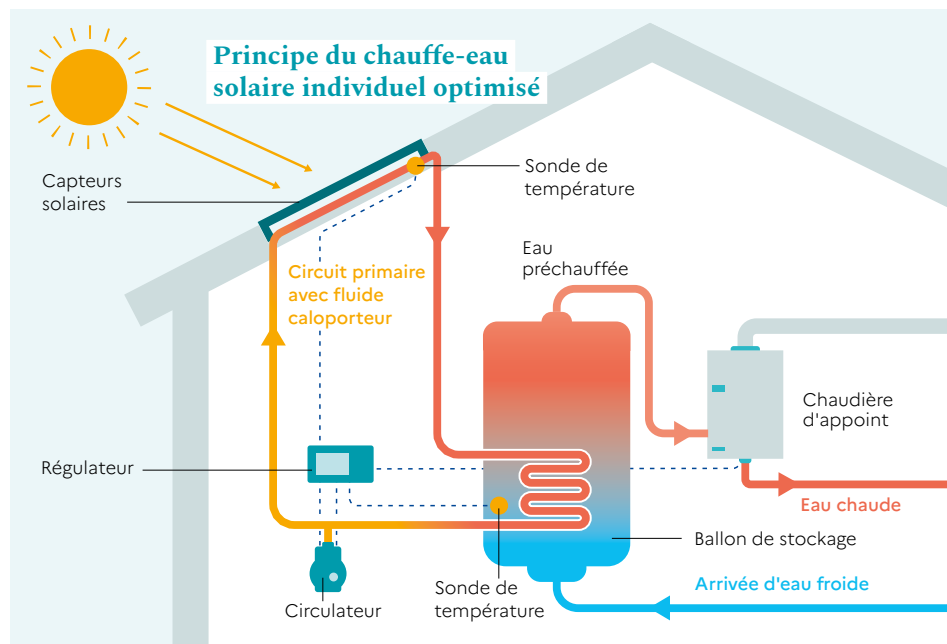 Principe du chauffe-eau
solaire individuel optimisé
Capteurs
solaires
Sonde de
température
Eau
préchauffée
Circuit primaire
avec fluide
caloporteur
Chaudière
d'appoint
Régulateur
Eau chaude
Ballon de stockage
Circulateur
Sonde de
température
Arrivée d'eau froide